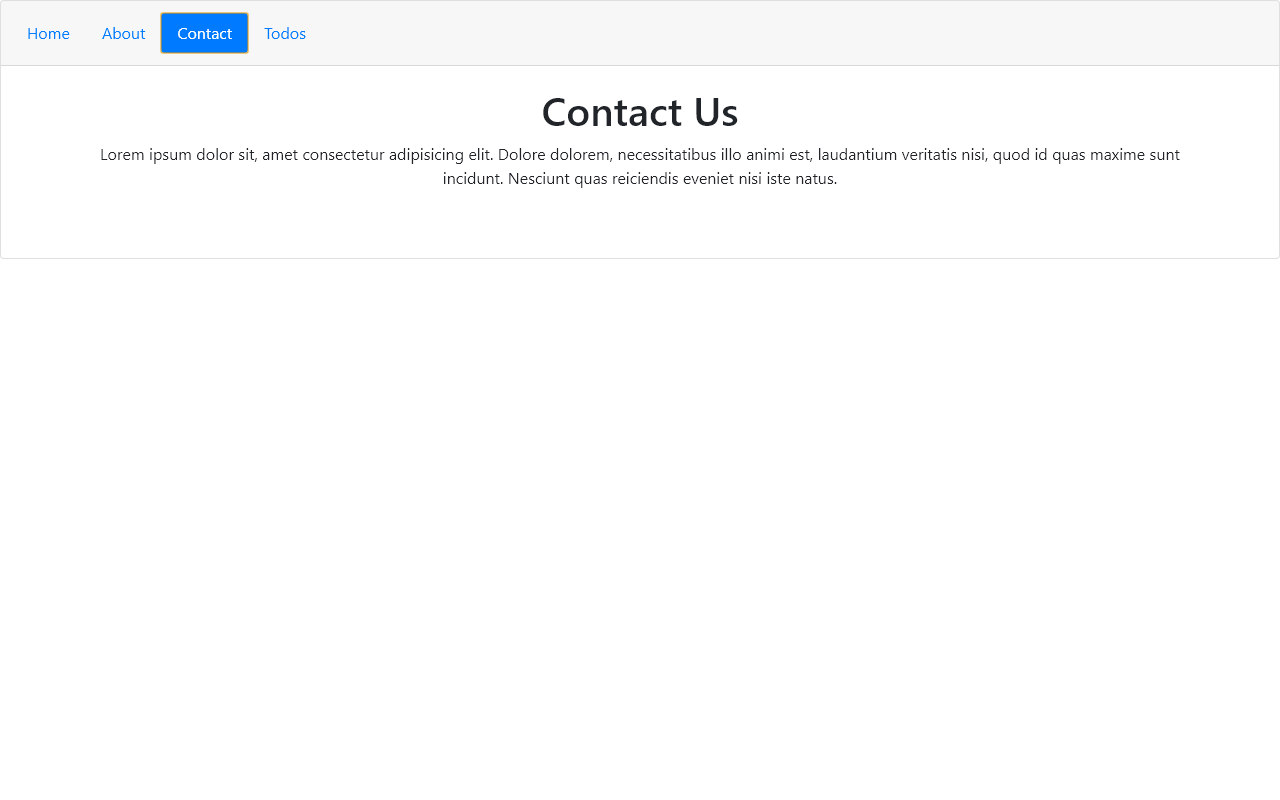 Home About Contact Todos
Contact Us
Lorem ipsum dolor sit, amet consectetur adipisicing elit. Dolore dolorem, necessitatibus illo animi est, laudantium veritatis nisi, quod id quas maxime sunt
incidunt. Nesciunt quas reiciendis eveniet nisi iste natus.